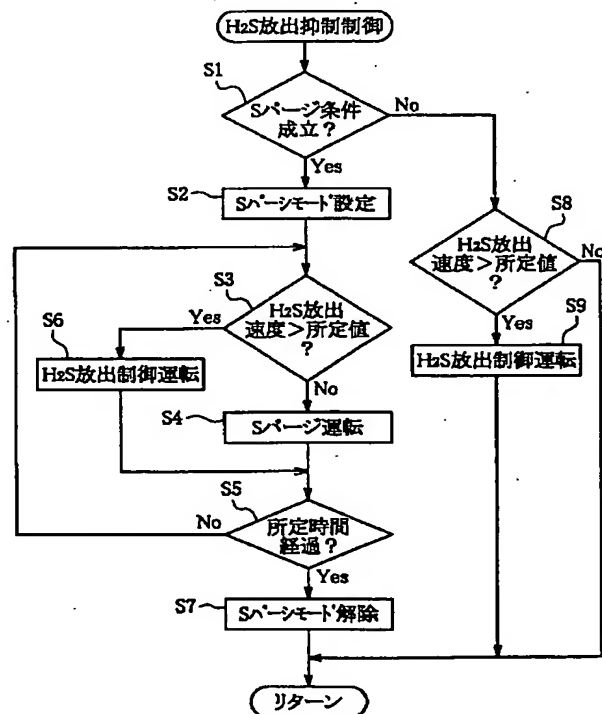 H2S放出抑制制御
S1
Sパージ条件
成立?
No
Yes
S2
Sパージモード設定
S8
H2S放出
速度>所定値
?
No
Yes
S3
H2S放出
速度>所定値
?
Yes
No
S6
H2S放出制御運転
S9
H2S放出制御運転
S4
Sパージ運転
S5
所定時間
経過?
No
Yes
S7
Sパージモード解除
リターン